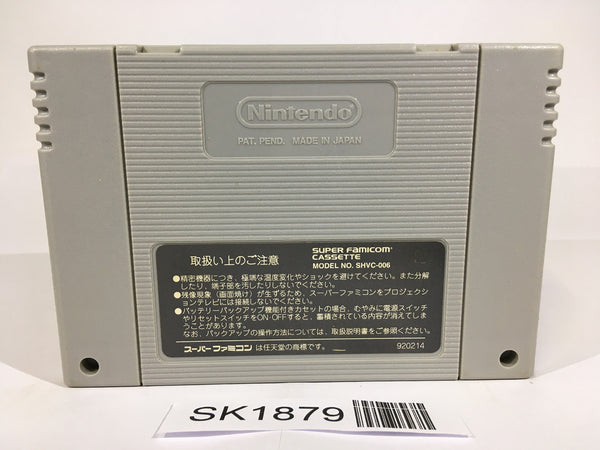 Nintendo
PAT. PEND. MADE IN JAPAN
取扱い上のご注意
SUPER FAMICOM
CASSETTE
MODEL NO. SHVC-006
●精密機器につき、極端な温度変化やショックを避けてください。また分解
したり、端子部を汚したりしないでください。
●残像現象（画面焼け）が生ずるため、スーパーファミコンをプロジェクシ
ョンテレビには接続しないでください。
●バッテリーバックアップ機能付きカセットの場合、むやみに電源スイッチ
やリセットスイッチをON·OFFすると、蓄積されている内容が消えてしま
うことがあります。
なお、バックアップの操作方法については、取扱説明書をご参照ください。
スーパーファミコン は任天堂の商標です。
920214
SK1879